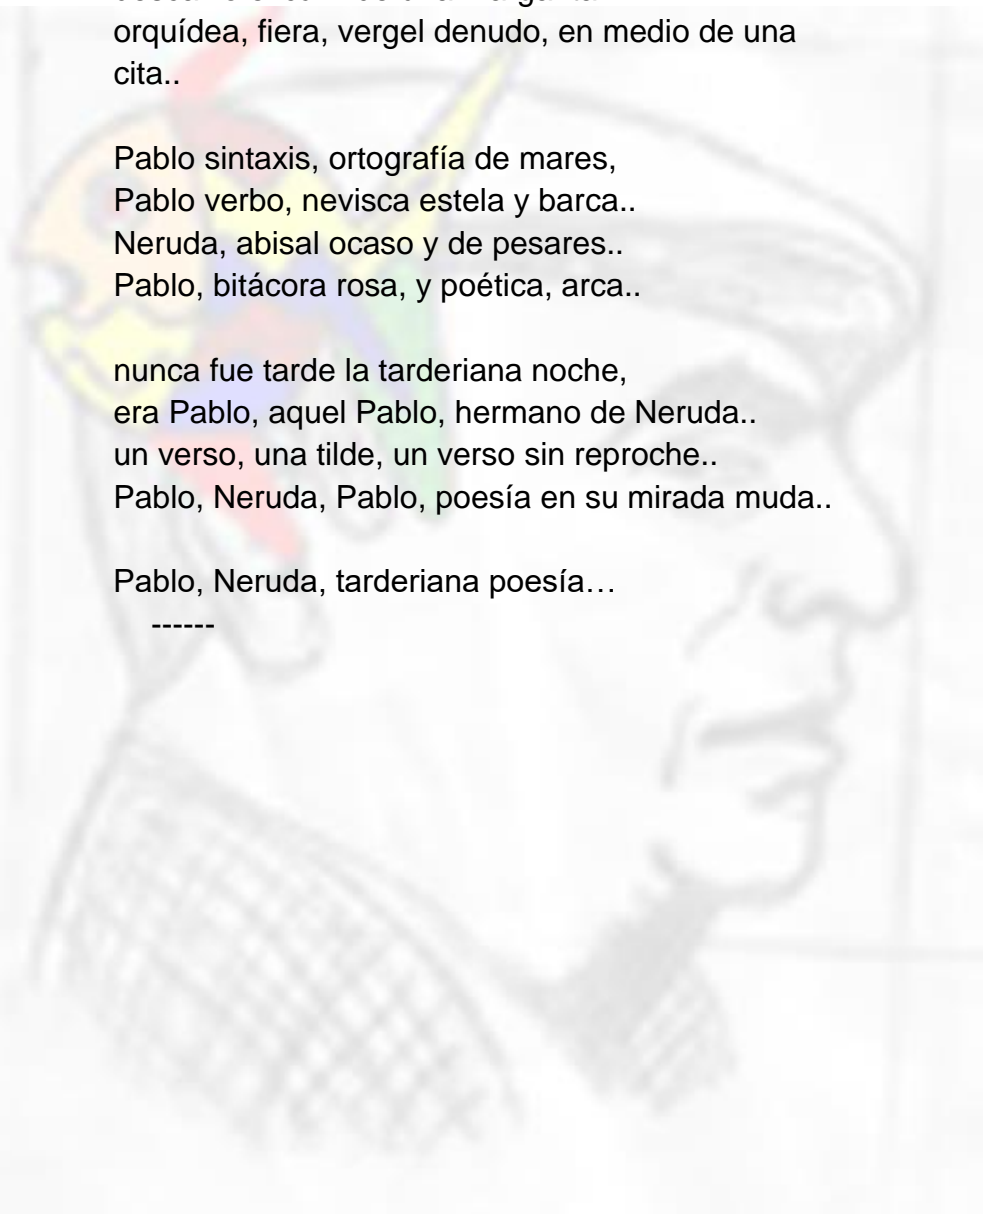 orquídea, fiera, vergel denudo, en medio de una
cita..
Pablo sintaxis, ortografía de mares,
Pablo verbo, nevisca estela y barca..
Neruda, abisal ocaso y de pesares..
Pablo, bitácora rosa, y poética, arca..
nunca fue tarde la tarderiana noche,
era Pablo, aquel Pablo, hermano de Neruda..
un verso, una tilde, un verso sin reproche..
Pablo, Neruda, Pablo, poesía en su mirada muda..
Pablo, Neruda, tarderiana poesía…
------